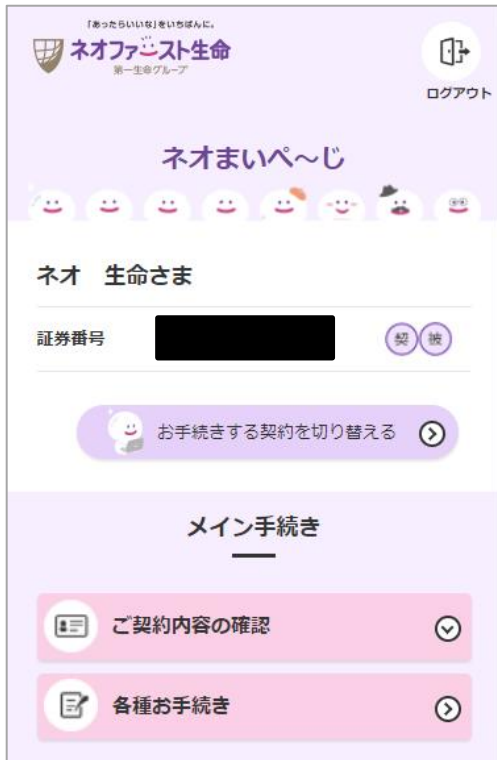 「あったらいいな」をいちばんに。
ネオファースト生命
第一生命グループ
ログアウト
ネオまいぺ～じ
ネオ　生命さま
証券番号
契 被
お手続きする契約を切り替える
メイン手続き
ご契約内容の確認
各種お手続き